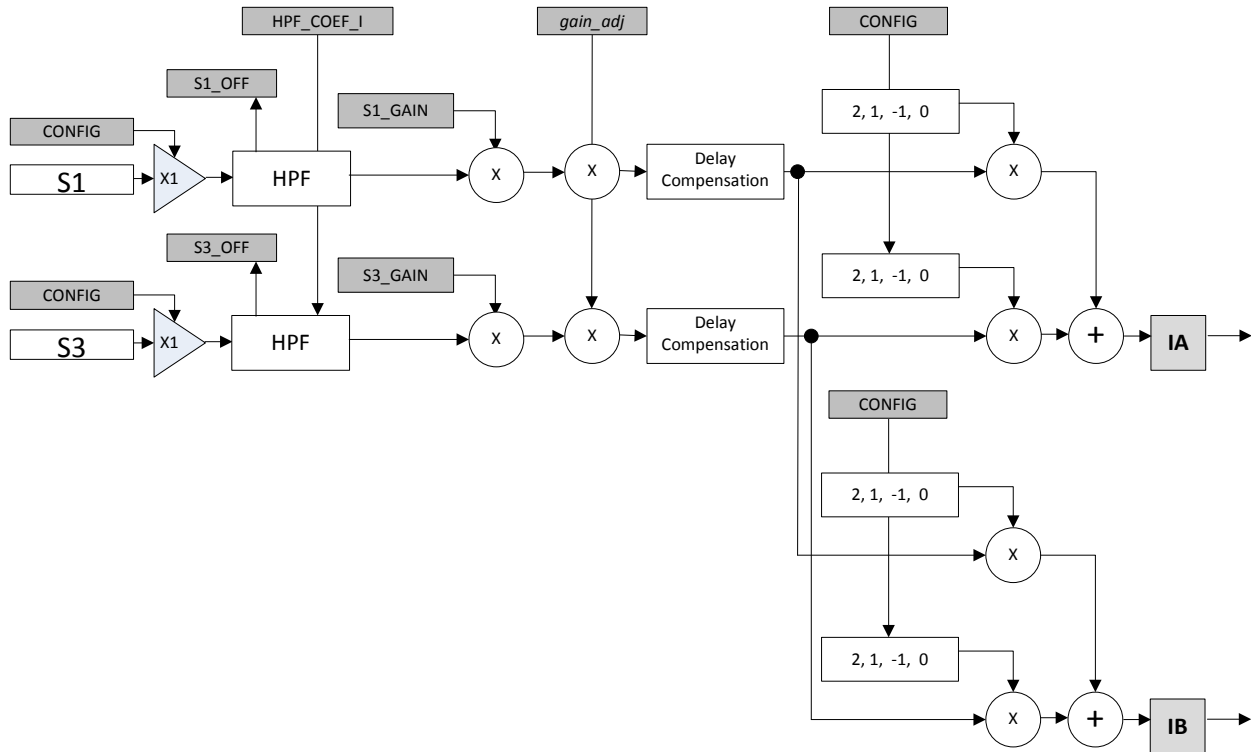 HPF_COEF_I
gain_adj
CONFIG
S1_OFF
S1_GAIN
2, 1, -1, 0
CONFIG
S1
X1
HPF
X
X
Delay
Compensation
X
S3_OFF
S3_GAIN
2, 1, -1, 0
CONFIG
S3
X1
HPF
X
X
Delay
Compensation
X
+
IA
CONFIG
2, 1, -1, 0
X
2, 1, -1, 0
X
+
IB